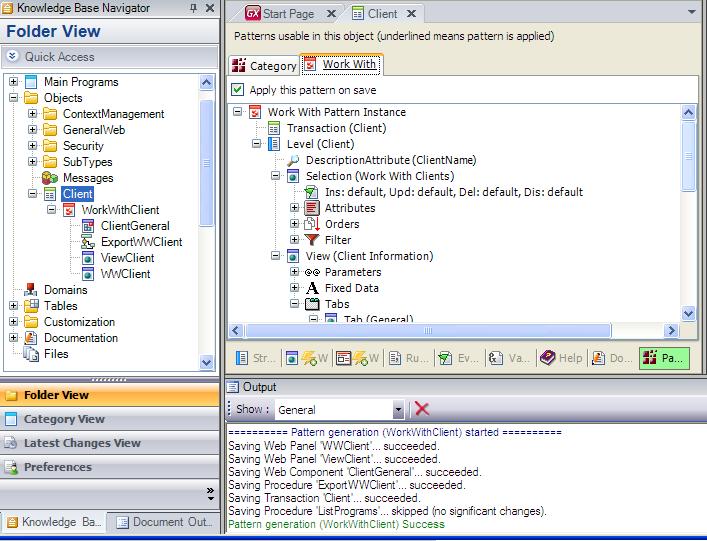 Knowledge Base Navigator
Folder View
Quick Access
Main Programs
Objects
ContextManagement
GeneralWeb
Security
SubTypes
Messages
Client
WorkWithClient
ClientGeneral
ExportWWClient
ViewClient
WWClient
Domains
Tables
Customization
Documentation
Files
Folder View
Category View
Latest Changes View
Preferences
Knowledge Ba...
Document Out...
GX Start Page
Client
Patterns usable in this object (underlined means pattern is applied)
Category
Work With
Apply this pattern on save
Work With Pattern Instance
Transaction (Client)
Level (Client)
DescriptionAttribute (ClientName)
Selection (Work With Clients)
Ins: default, Upd: default, Del: default, Dis: default
Attributes
Orders
Filter
View (Client Information)
Parameters
A Fixed Data
Tabs
Tab (General)
Str... W W Ru... Ev... Va... Help Do... Pa...
Output
Show: General
========== Pattern generation (WorkWithClient) started ==========
Saving Web Panel 'WWClient'... succeeded.
Saving Web Panel 'ViewClient'... succeeded.
Saving Web Component 'ClientGeneral'... succeeded.
Saving Procedure 'ExportWWClient'... succeeded.
Saving Transaction 'Client'... succeeded.
Saving Procedure 'ListPrograms'... skipped (no significant changes).
Pattern generation (WorkWithClient) Success